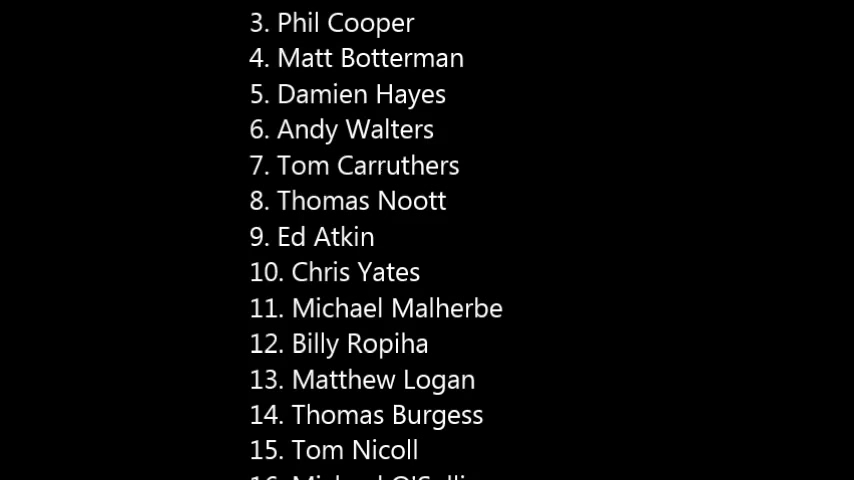 3. Phil Cooper
4. Matt Botterman
5. Damien Hayes
6. Andy Walters
7. Tom Carruthers
8. Thomas Noott
9. Ed Atkin
10. Chris Yates
11. Michael Malherbe
12. Billy Ropiha
13. Matthew Logan
14. Thomas Burgess
15. Tom Nicoll
16. Michael